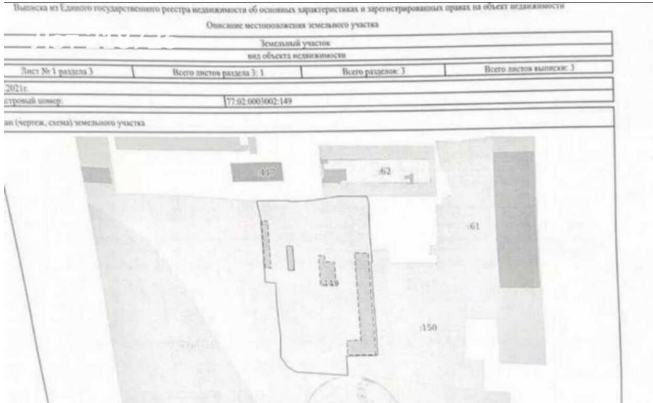 Выписка из Единого государственного реестра недвижимости об основных характеристиках и зарегистрированных правах на объект недвижимости
Описание местоположения земельного участка
Земельный участок
вид объекта недвижимости
Лист № 1 раздела 3 Всего листов раздела 3: 1 Всего разделов: 3 Всего листов выписки: 3
2021г.
стровый номер: 77:02:0003002:149
ан (чертеж, схема) земельного участка
:62
:61
:149
:150